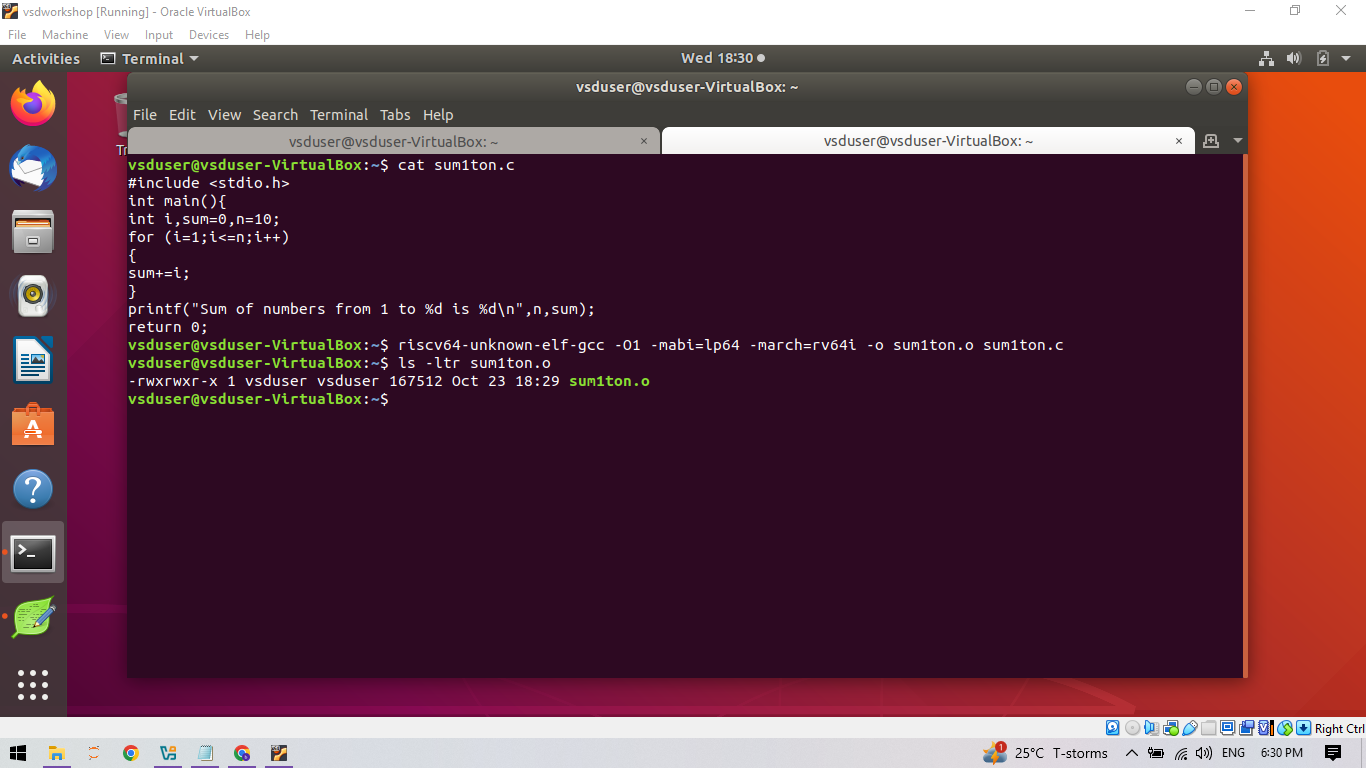 vsdworkshop [Running] - Oracle VirtualBox
File Machine View Input Devices Help
Activities Terminal Wed 18:30
vsduser@vsduser-VirtualBox: ~
File Edit View Search Terminal Tabs Help
vsduser@vsduser-VirtualBox: ~ × vsduser@vsduser-VirtualBox: ~ ×
Tr
vsduser@vsduser-VirtualBox:~$ cat sum1ton.c
#include <stdio.h>
int main(){
int i,sum=0,n=10;
for (i=1;i<=n;i++)
{
sum+=i;
}
printf("Sum of numbers from 1 to %d is %d\n",n,sum);
return 0;
vsduser@vsduser-VirtualBox:~$ riscv64-unknown-elf-gcc -O1 -mabi=lp64 -march=rv64i -o sum1ton.o sum1ton.c
vsduser@vsduser-VirtualBox:~$ ls -ltr sum1ton.o
-rwxrwxr-x 1 vsduser vsduser 167512 Oct 23 18:29 sum1ton.o
vsduser@vsduser-VirtualBox:~$
Right Ctrl
1 25°C T-storms ENG 6:30 PM